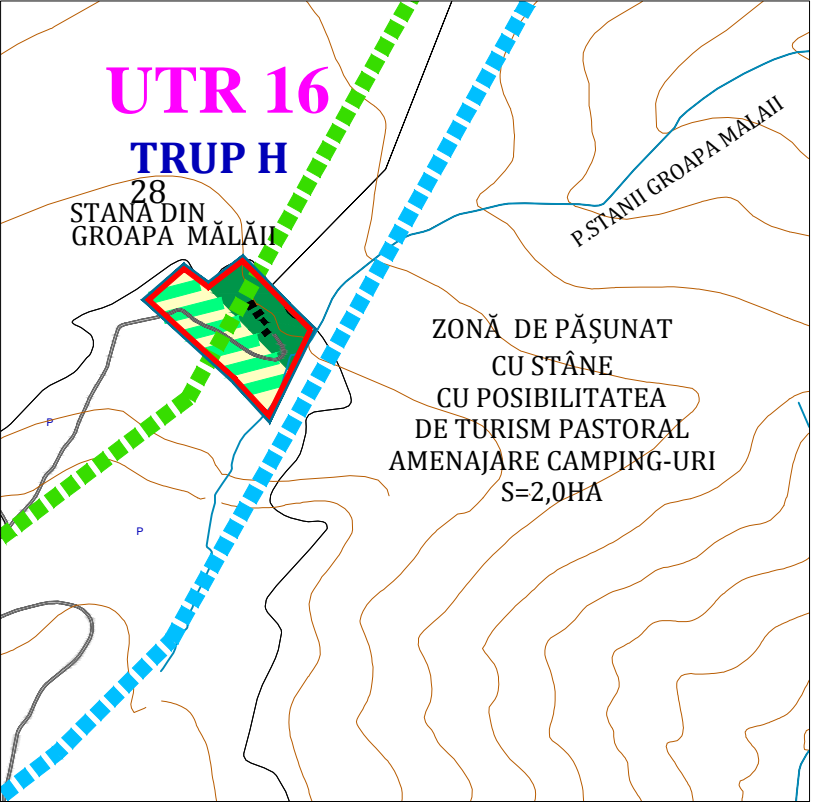 UTR 16
TRUP H
28
STANA DIN
GROAPA MĂLĂII
P.STANII GROAPA MALAII
ZONĂ DE PĂȘUNAT
CU STÂNE
CU POSIBILITATEA
DE TURISM PASTORAL
AMENAJARE CAMPING-URI
S=2,0HA
P
P